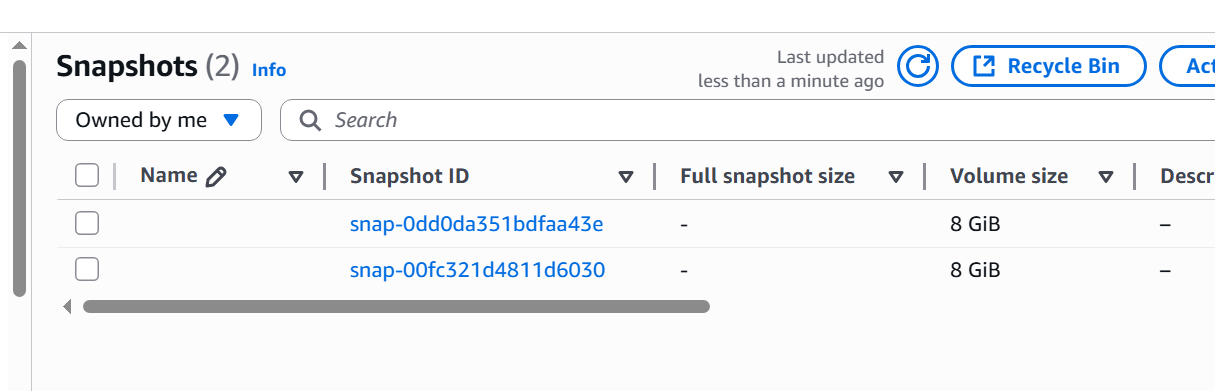 Snapshots (2) Info
Last updated
less than a minute ago
Recycle Bin
Act
Owned by me
Search
Name Snapshot ID Full snapshot size Volume size Descr
snap-0dd0da351bdfaa43e - 8 GiB –
snap-00fc321d4811d6030 - 8 GiB –